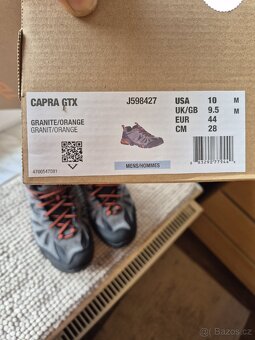 CAPRA GTX J598427
GRANITE/ORANGE
GRANIT/ORANGE
USA 10 M
UK/GB 9.5 M
EUR 44
CM 28
MENS/HOMMES
Sbazos.cz